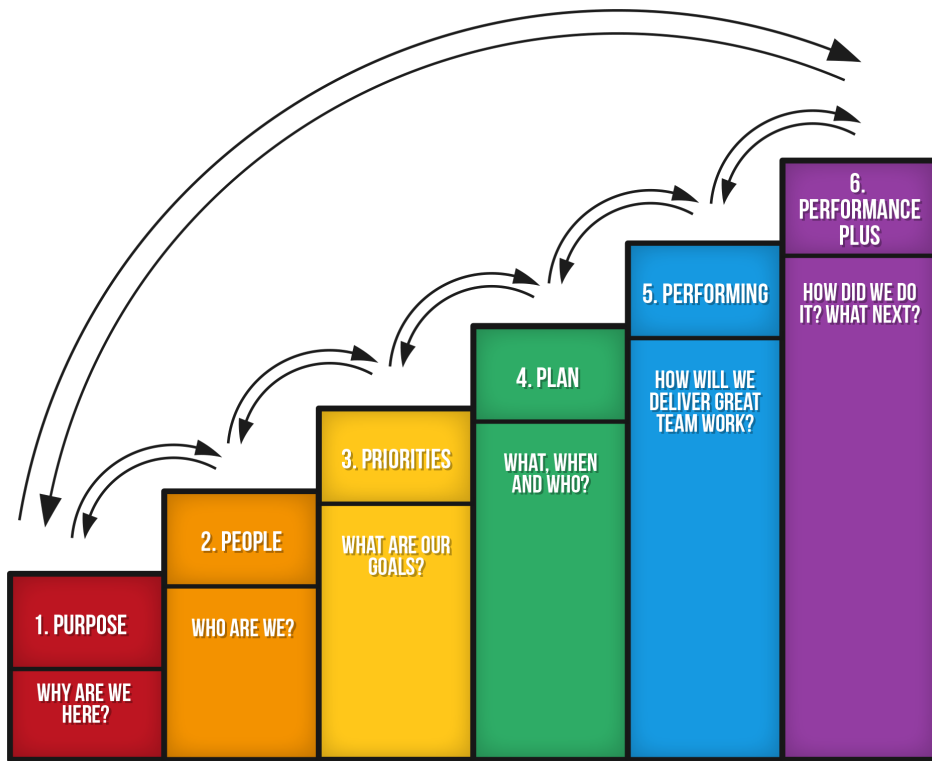 1. PURPOSE
WHY ARE WE
HERE?
2. PEOPLE
WHO ARE WE?
3. PRIORITIES
WHAT ARE OUR
GOALS?
4. PLAN
WHAT, WHEN
AND WHO?
5. PERFORMING
HOW WILL WE
DELIVER GREAT
TEAM WORK?
6.
PERFORMANCE
PLUS
HOW DID WE DO
IT? WHAT NEXT?